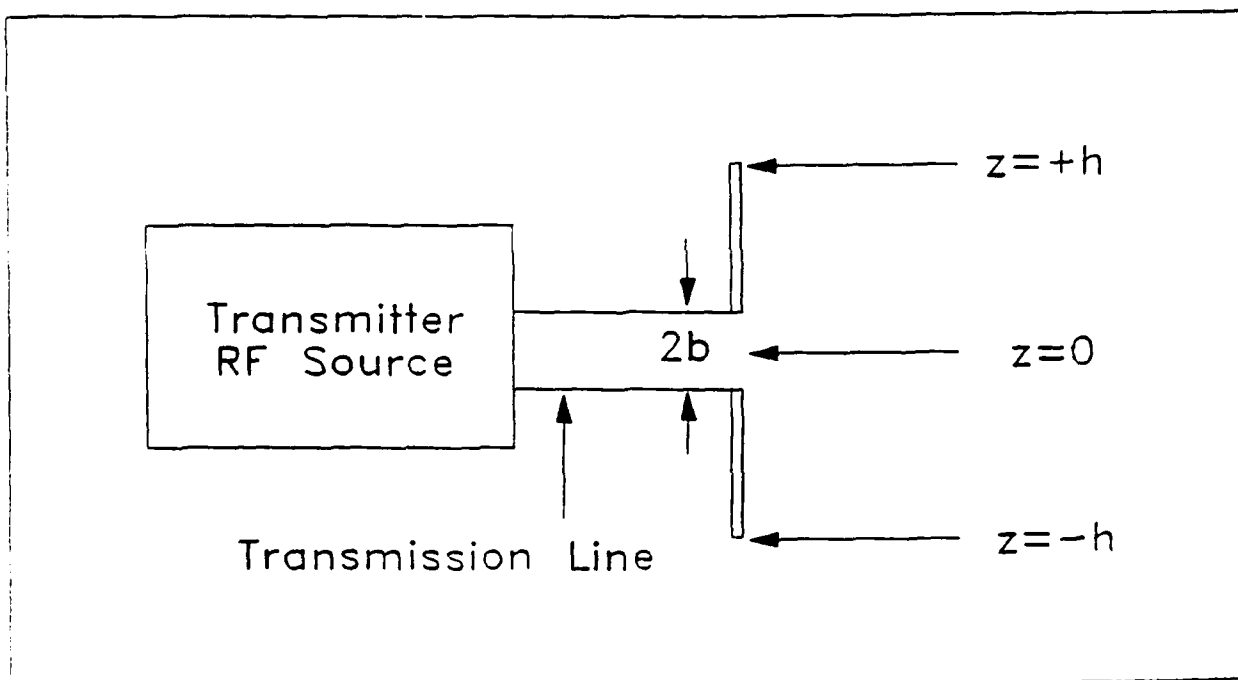 z=+h
Transmitter
RF Source
2b
z=0
Transmission Line
z=-h